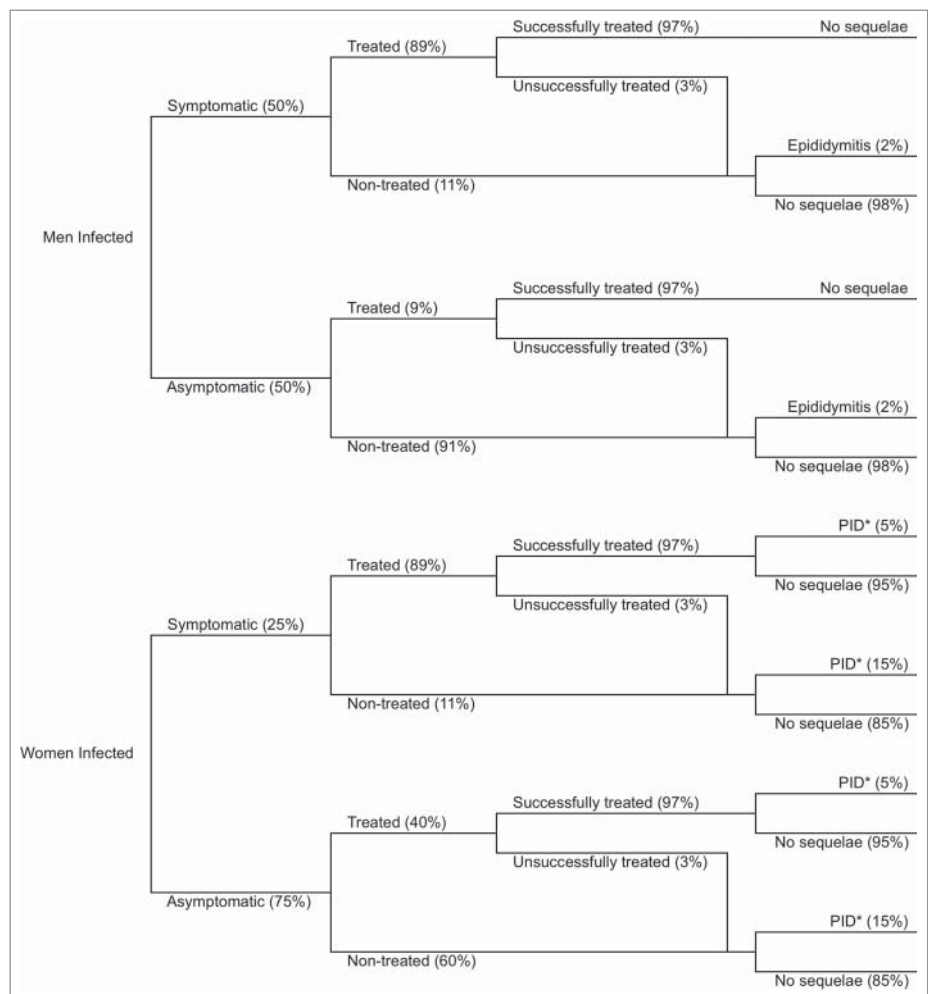 Successfully treated (97%)
No sequelae
Treated (89%)
Unsuccessfully treated (3%)
Symptomatic (50%)
Epididymitis (2%)
Non-treated (11%)
No sequelae (98%)
Men Infected
Successfully treated (97%)
No sequelae
Treated (9%)
Unsuccessfully treated (3%)
Asymptomatic (50%)
Epididymitis (2%)
Non-treated (91%)
No sequelae (98%)
PID* (5%)
Successfully treated (97%)
Treated (89%)
No sequelae (95%)
Unsuccessfully treated (3%)
Symptomatic (25%)
PID* (15%)
Non-treated (11%)
No sequelae (85%)
Women Infected
PID* (5%)
Successfully treated (97%)
Treated (40%)
No sequelae (95%)
Unsuccessfully treated (3%)
Asymptomatic (75%)
PID* (15%)
Non-treated (60%)
No sequelae (85%)